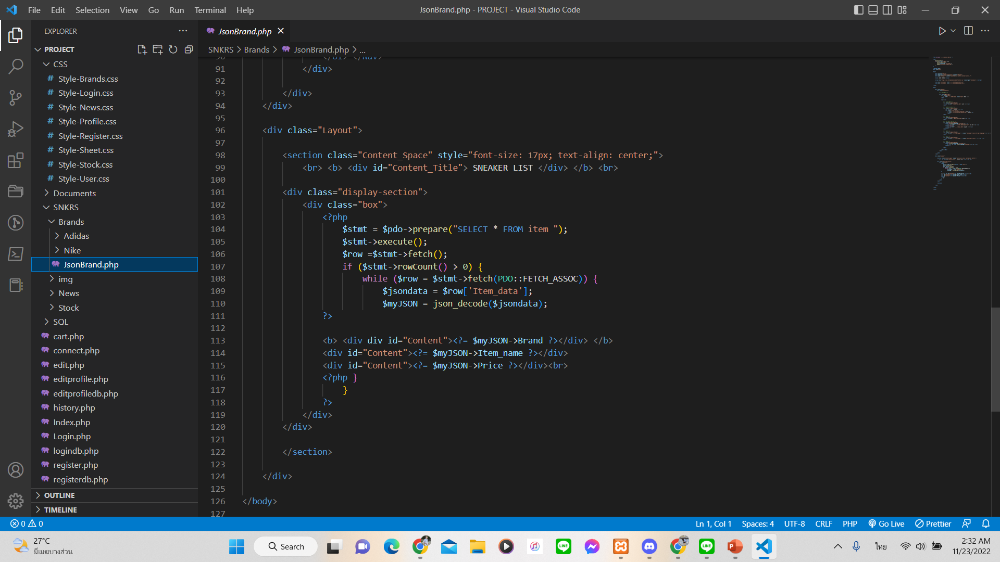 File Edit Selection View Go Run Terminal Help
JsonBrand.php - PROJECT - Visual Studio Code
EXPLORER
PROJECT
CSS
# Style-Brands.css
# Style-Login.css
# Style-News.css
# Style-Profile.css
# Style-Register.css
# Style-Sheet.css
# Style-Stock.css
# Style-User.css
Documents
SNKRS
Brands
Adidas
Nike
JsonBrand.php
img
News
Stock
SQL
cart.php
connect.php
edit.php
editprofile.php
editprofiledb.php
history.php
Index.php
Login.php
logindb.php
register.php
registerdb.php
OUTLINE
TIMELINE
JsonBrand.php
SNKRS > Brands > JsonBrand.php > ...
90 </Ul> </Nav>
91 </div>
92
93 </div>
94 </div>
95
96 <div class="Layout">
97
98 <section class="Content_Space" style="font-size: 17px; text-align: center;">
99 <br> <b> <div id="Content_Title"> SNEAKER LIST </div> </b> <br>
100
101 <div class="display-section">
102 <div class="box">
103 <?php
104 $stmt = $pdo->prepare("SELECT * FROM item ");
105 $stmt->execute();
106 $row =$stmt->fetch();
107 if ($stmt->rowCount() > 0) {
108 while ($row = $stmt->fetch(PDO::FETCH_ASSOC)) {
109 $jsondata = $row['Item_data'];
110 $myJSON = json_decode($jsondata);
111 ?>
112
113 <b> <div div id="Content"><?= $myJSON->Brand ?></div> </b>
114 <div id="Content"><?= $myJSON->Item_name ?></div>
115 <div id="Content"><?= $myJSON->Price ?></div><br>
116 <?php }
117 }
118 ?>
119 </div>
120 </div>
121
122 </section>
123
124 </div>
125
126 </body>
127
0 0
Ln 1, Col 1 Spaces: 4 UTF-8 CRLF PHP Go Live Prettier
27°C
มีเมฆบางส่วน
Search
LINE
LINE
ไทย
2:32 AM
11/23/2022